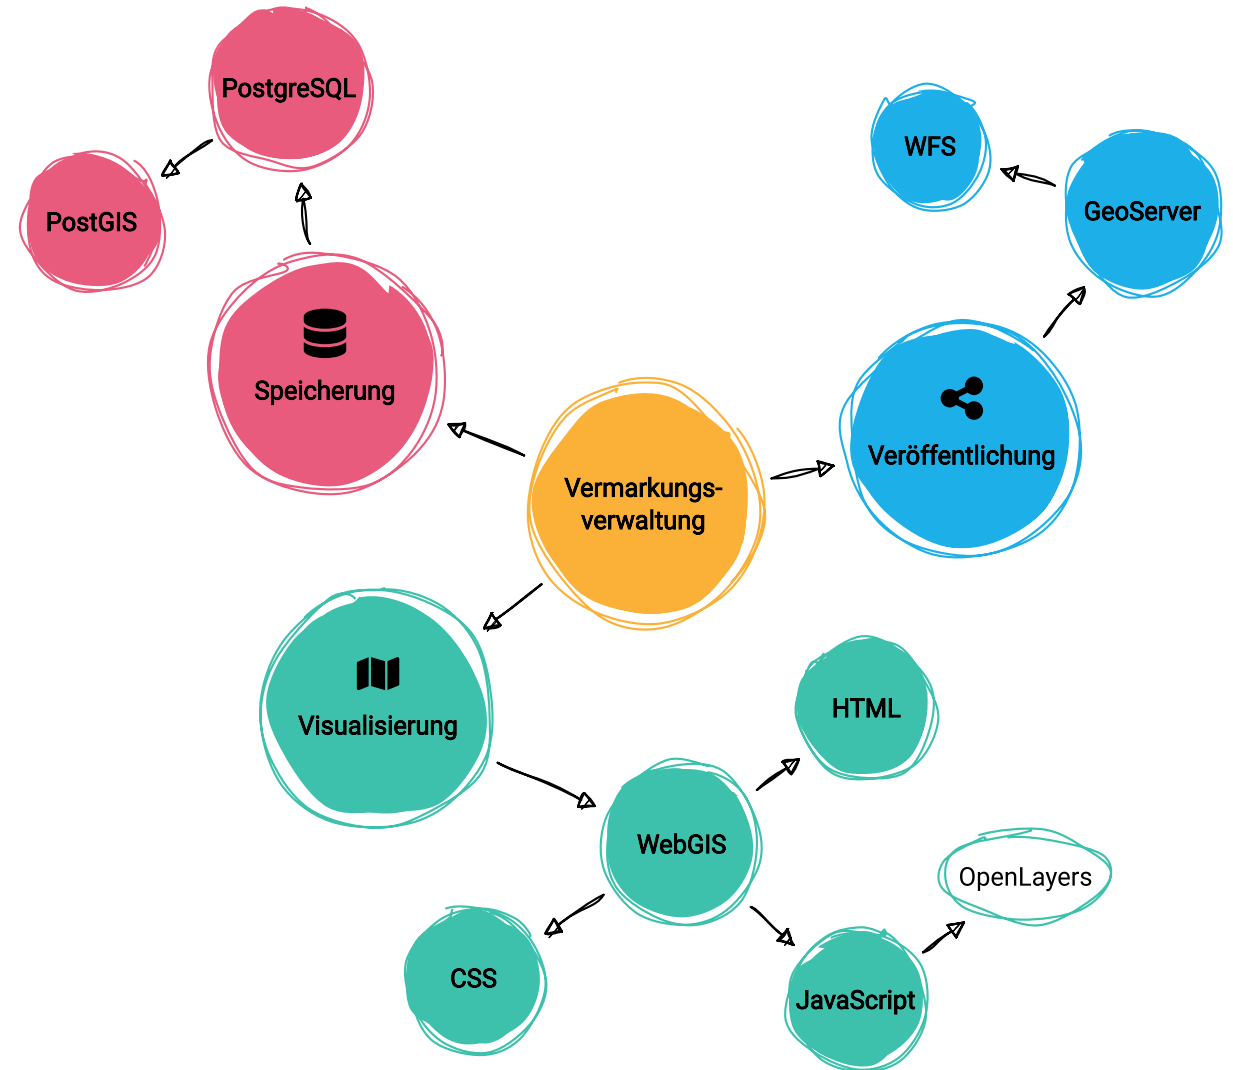 PostgreSQL
WFS
PostGIS
GeoServer
Speicherung
Veröffentlichung
Vermarkungs-
verwaltung
Visualisierung
HTML
WebGIS
OpenLayers
CSS
JavaScript